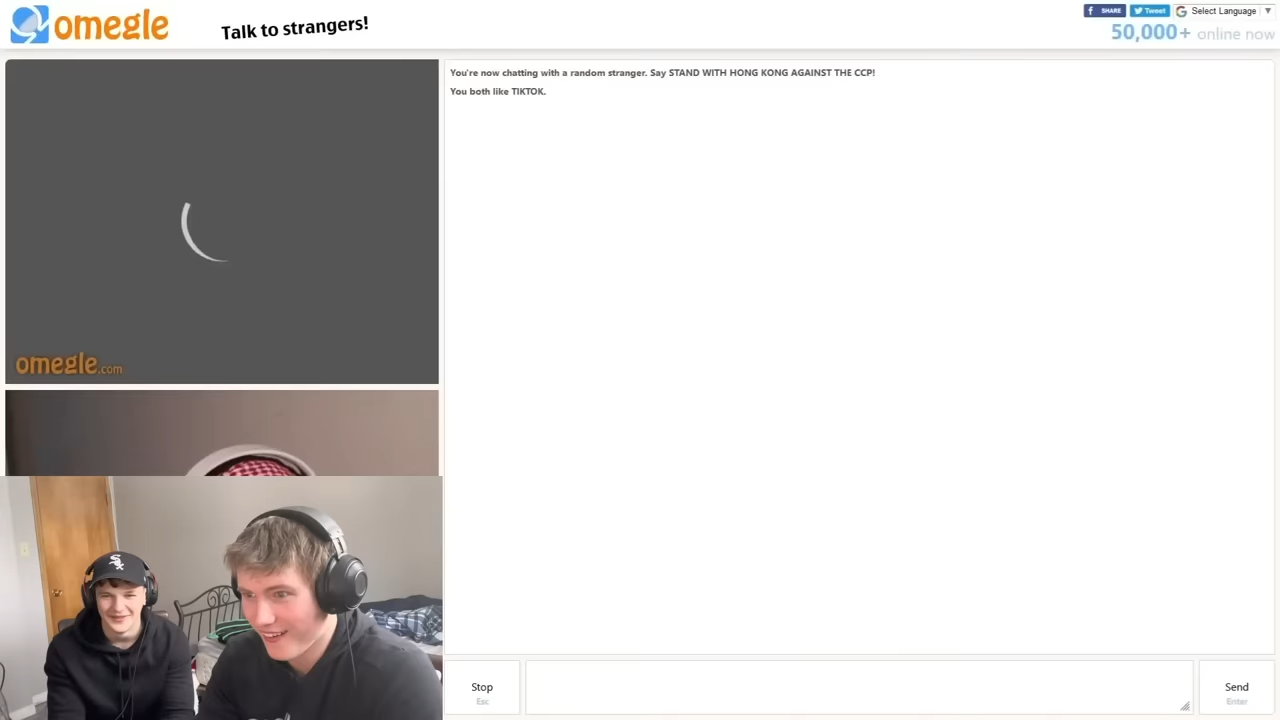 omegle
Talk to strangers!
f SHARE
Tweet
G Select Language ▼
50,000+ online now
You're now chatting with a random stranger. Say STAND WITH HONG KONG AGAINST THE CCP!
You both like TIKTOK.
omegle.com
SOX
Stop
Esc
Send
Enter